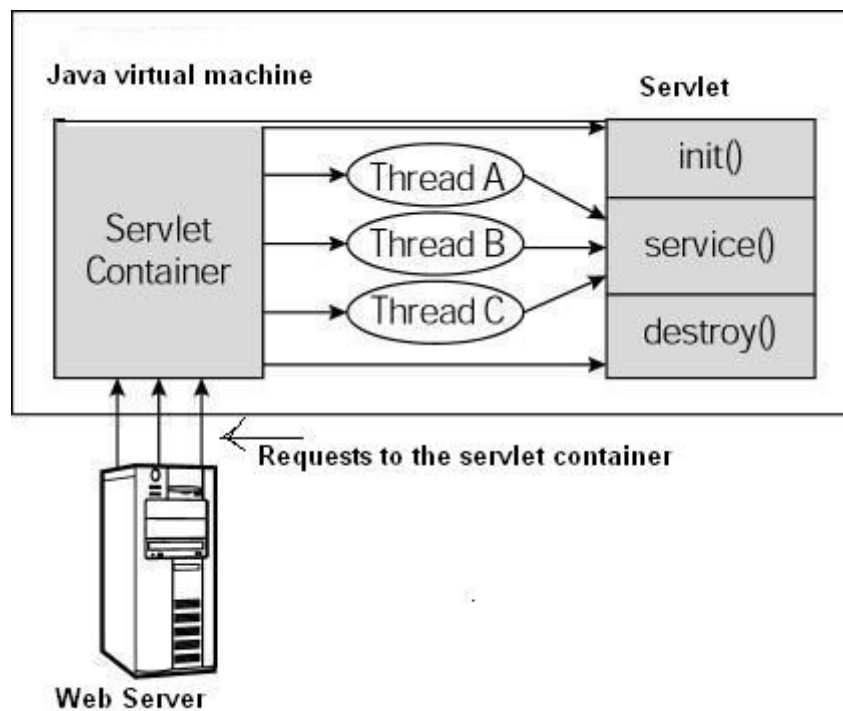 Java virtual machine
Servlet
Servlet
Container
Thread A
Thread B
Thread C
init()
service()
destroy()
Requests to the servlet container
Web Server